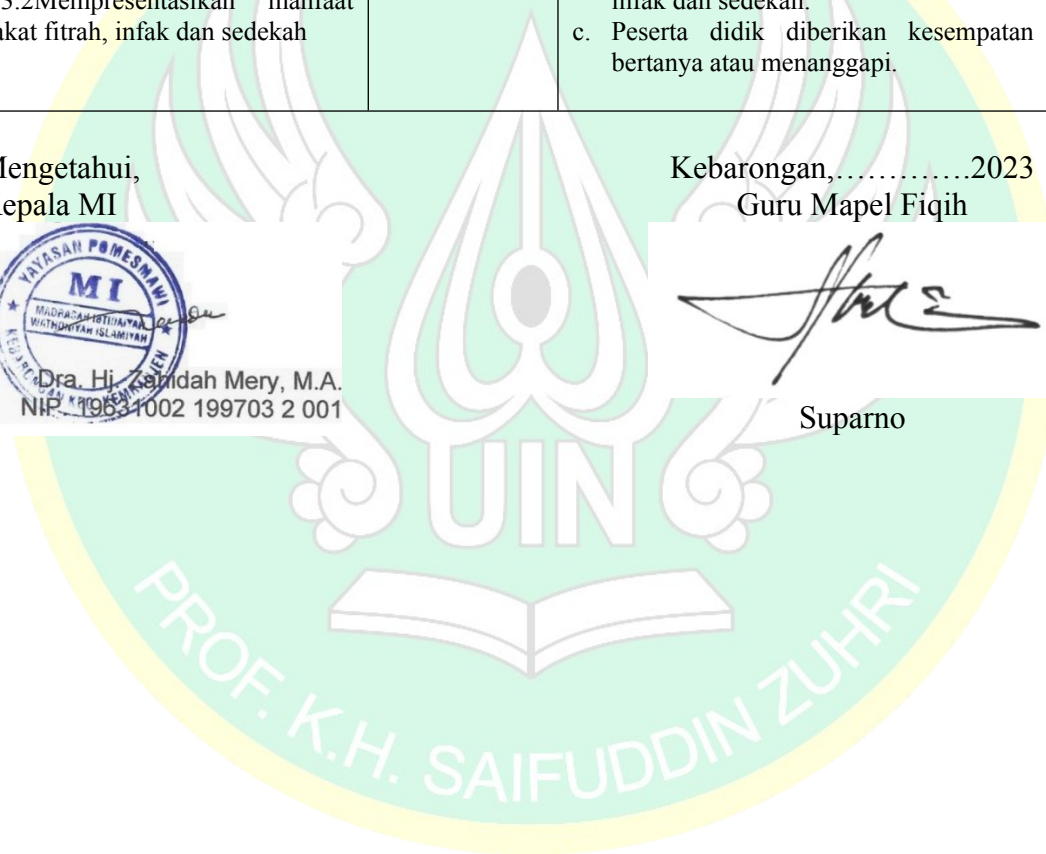 3.2Mempresentasikan manfaat
akat fitrah, infak dan sedekah
infak dan sedekah.
c. Peserta didik diberikan kesempatan
bertanya atau menanggapi.
Mengetahui,
Kepala MI
YAYASAN POMESMAWI
MI
MADRASAH IBTIDAIYAH
WATHONIYAH ISLAMIYAH
Dra. Hj. Zahidah Mery, M.A.
NIP. 19631002 199703 2 001
Kebarongan,………….2023
Guru Mapel Fiqih
Suparno
UIN
PROF. K.H. SAIFUDDIN ZUHRI